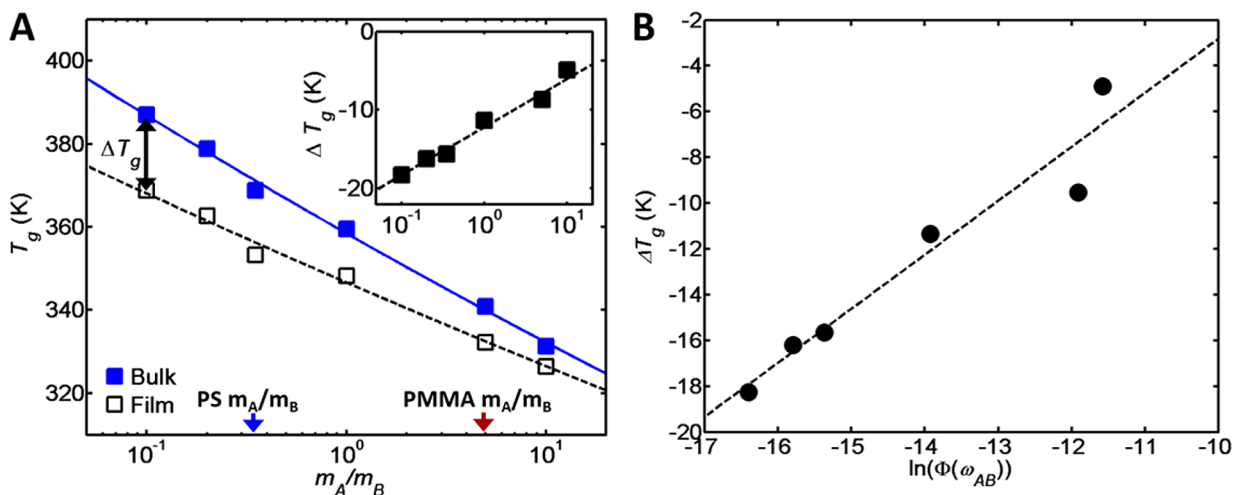 A
T_g (K)
400
380
360
340
320
ΔT_g
Bulk
Film
PS m_A/m_B
PMMA m_A/m_B
10^-1
10^0
10^1
m_A/m_B
Δ T_g (K)
0
-10
-20
10^-1
10^0
10^1
B
ΔT_g (K)
-2
-4
-6
-8
-10
-12
-14
-16
-18
-20
-17
-16
-15
-14
-13
-12
-11
-10
ln(Φ(ω_AB))